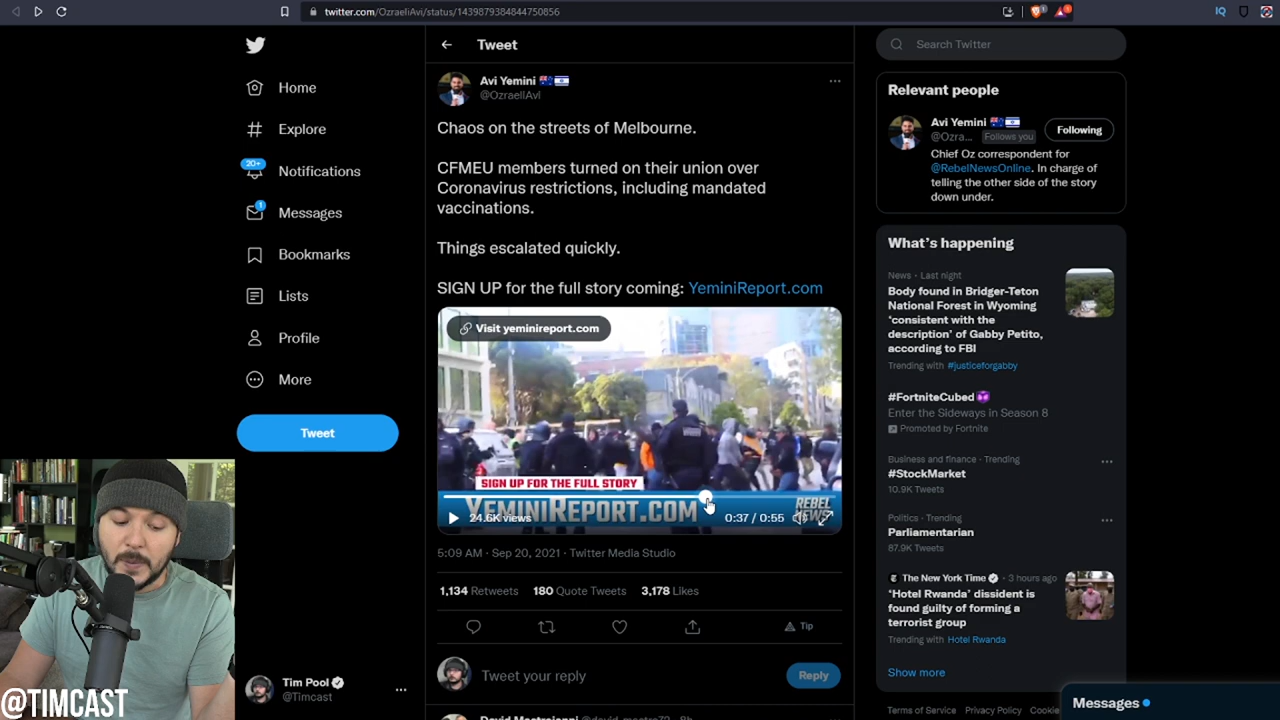 twitter.com/OzraeliAvi/status/1439879384844750856
IQ
Home
Explore
20+
Notifications
1
Messages
Bookmarks
Lists
Profile
More
Tweet
Tim Pool
@Timcast
@TIMCAST
Tweet
Avi Yemini
@OzraeliAvi
Chaos on the streets of Melbourne.
CFMEU members turned on their union over
Coronavirus restrictions, including mandated
vaccinations.
Things escalated quickly.
SIGN UP for the full story coming: YeminiReport.com
Visit yeminireport.com
SIGN UP FOR THE FULL STORY
YEMINIREPORT.COM
REBEL
NEWS
24.6K views
0:37 / 0:55
5:09 AM · Sep 20, 2021 · Twitter Media Studio
1,134 Retweets 180 Quote Tweets 3,178 Likes
Tip
Tweet your reply
Reply
David Mastroianni @david_mastro72 · 8h
Search Twitter
Relevant people
Avi Yemini
@Ozra... Follows you
Following
Chief Oz correspondent for
@RebelNewsOnline. In charge of
telling the other side of the story
down under.
What's happening
News · Last night
Body found in Bridger-Teton
National Forest in Wyoming
'consistent with the
description' of Gabby Petito,
according to FBI
Trending with #justiceforgabby
#FortniteCubed
Enter the Sideways in Season 8
Promoted by Fortnite
Business and finance · Trending
#StockMarket
10.9K Tweets
Politics · Trending
Parliamentarian
87.9K Tweets
The New York Times · 3 hours ago
'Hotel Rwanda' dissident is
found guilty of forming a
terrorist group
Trending with Hotel Rwanda
Show more
Terms of Service Privacy Policy Cookie
Messages